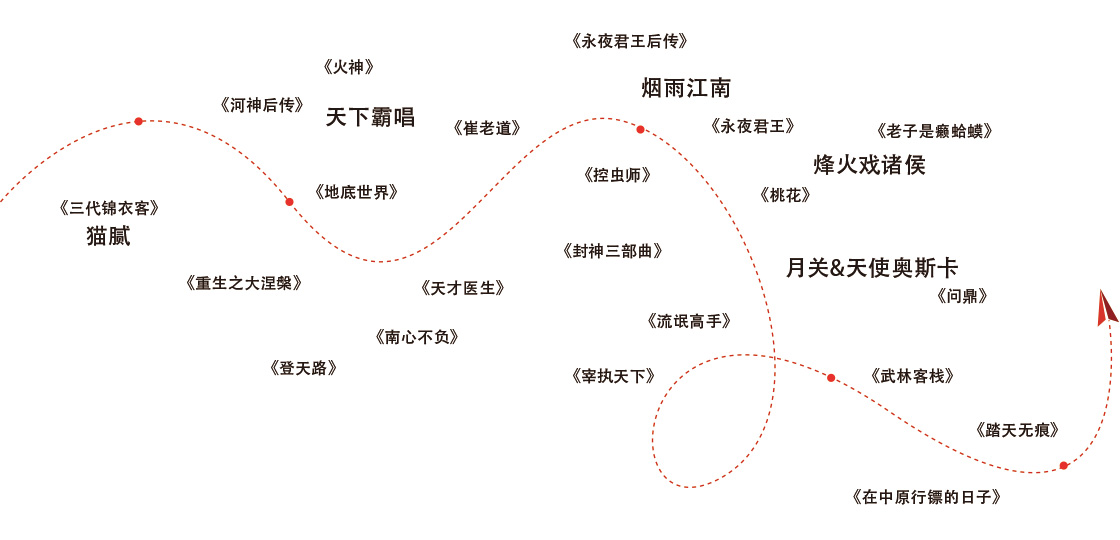 《永夜君王后传》
《火神》
烟雨江南
《河神后传》
天下霸唱
《崔老道》
《永夜君王》
《老子是癞蛤蟆》
烽火戏诸侯
《控虫师》
《地底世界》
《桃花》
《三代锦衣客》
猫腻
《封神三部曲》
月关&天使奥斯卡
《重生之大涅槃》
《天才医生》
《问鼎》
《流氓高手》
《南心不负》
《登天路》
《宰执天下》
《武林客栈》
《踏天无痕》
《在中原行镖的日子》